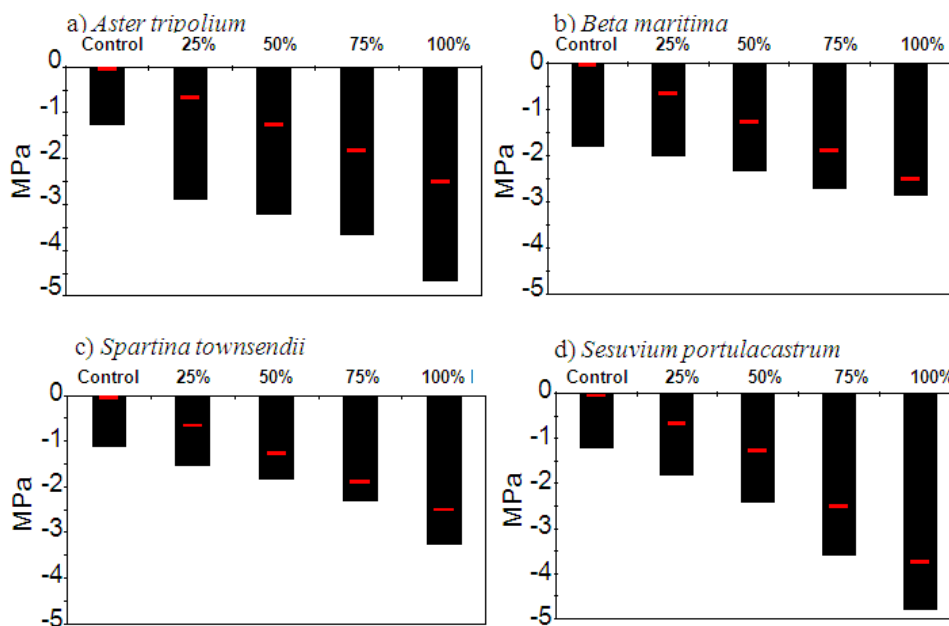 a) Aster tripolium
Control 25% 50% 75% 100%
0
-1
-2
-3
-4
-5
MPa
b) Beta maritima
Control 25% 50% 75% 100%
0
-1
-2
-3
-4
-5
MPa
c) Spartina townsendii
Control 25% 50% 75% 100%
0
-1
-2
-3
-4
-5
MPa
d) Sesuvium portulacastrum
Control 25% 50% 75% 100%
0
-1
-2
-3
-4
-5
MPa